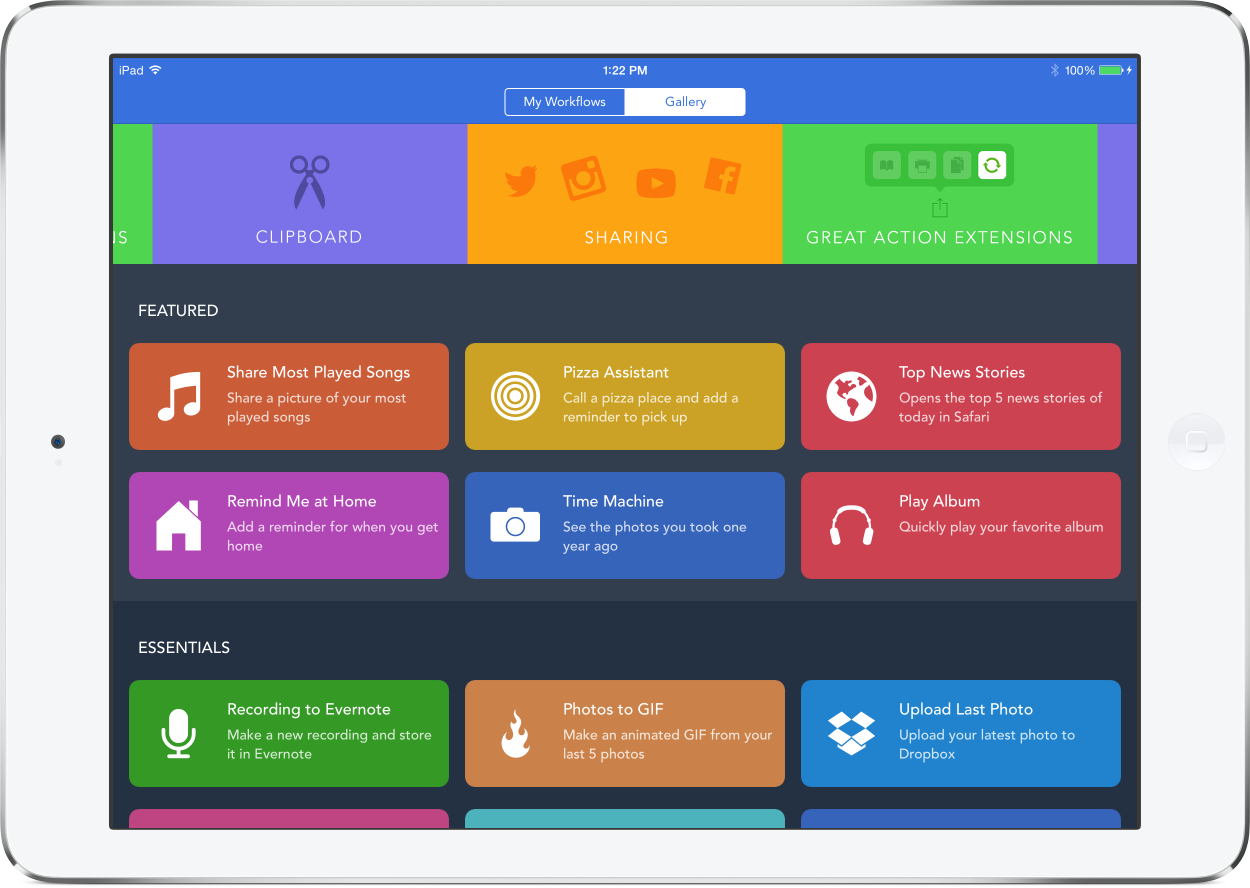 iPad
1:22 PM
100%
My Workflows
Gallery
NS
CLIPBOARD
SHARING
GREAT ACTION EXTENSIONS
FEATURED
Share Most Played Songs
Share a picture of your most
played songs
Pizza Assistant
Call a pizza place and add a
reminder to pick up
Top News Stories
Opens the top 5 news stories of
today in Safari
Remind Me at Home
Add a reminder for when you get
home
Time Machine
See the photos you took one
year ago
Play Album
Quickly play your favorite album
ESSENTIALS
Recording to Evernote
Make a new recording and store
it in Evernote
Photos to GIF
Make an animated GIF from your
last 5 photos
Upload Last Photo
Upload your latest photo to
Dropbox